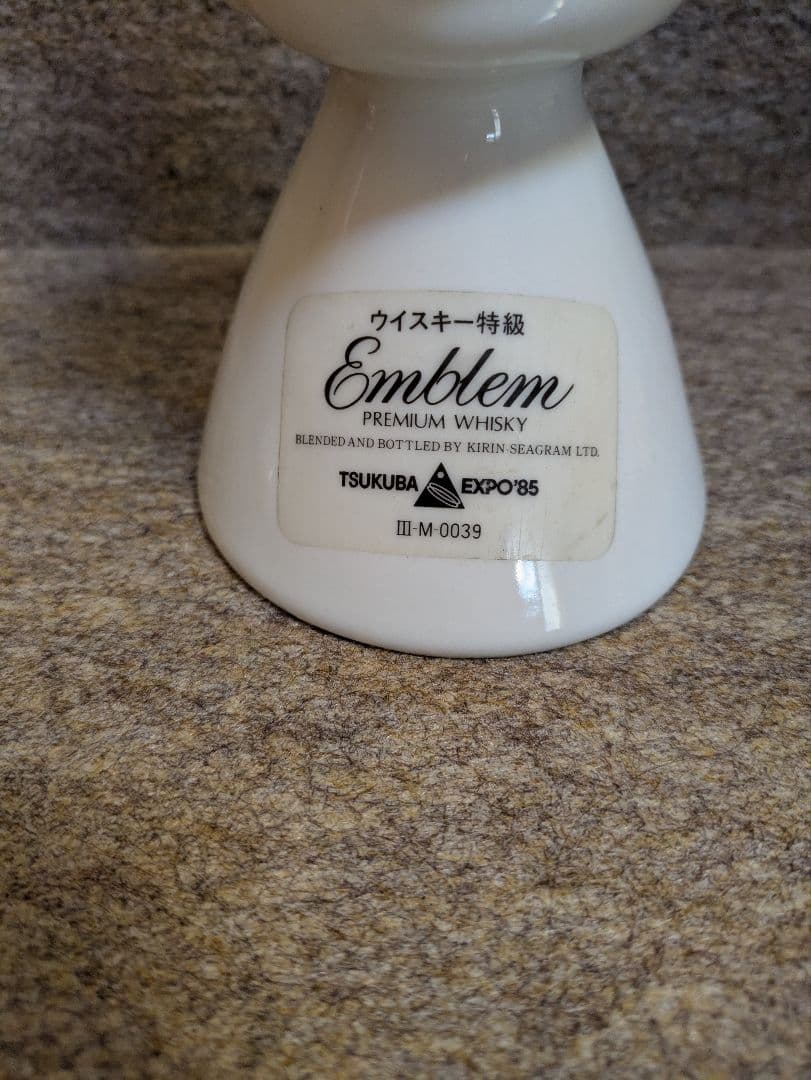 ウイスキー特級
Emblem
PREMIUM WHISKY
BLENDED AND BOTTLED BY KIRIN-SEAGRAM LTD.
TSUKUBA EXPO'85
Ⅲ-M-0039